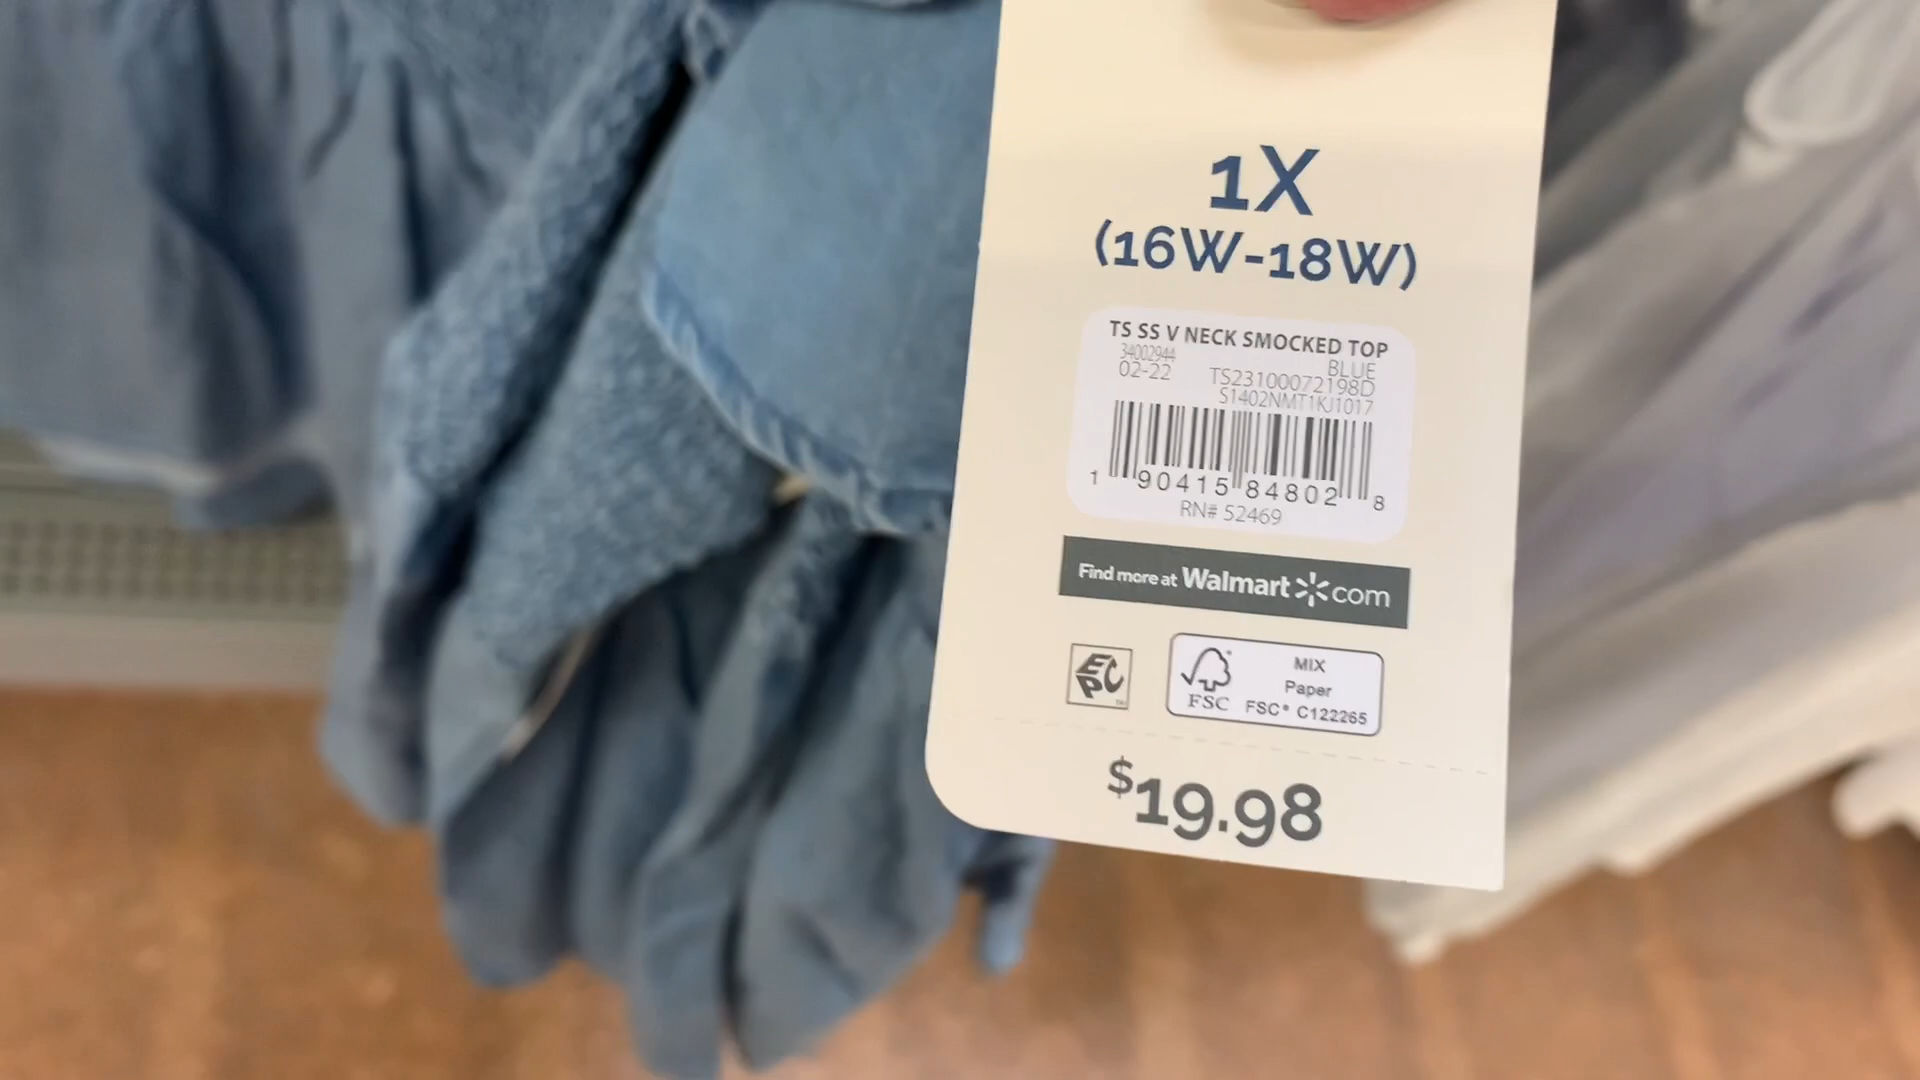 1X
(16W-18W)
TS SS V NECK SMOCKED TOP
34002944 BLUE
02-22 TS23100072198D
S1402NMT1KJ1017
1 90415 84802 8
RN# 52469
Find more at Walmart com
EPC
FSC
MIX
Paper
FSC® C122265
$19.98